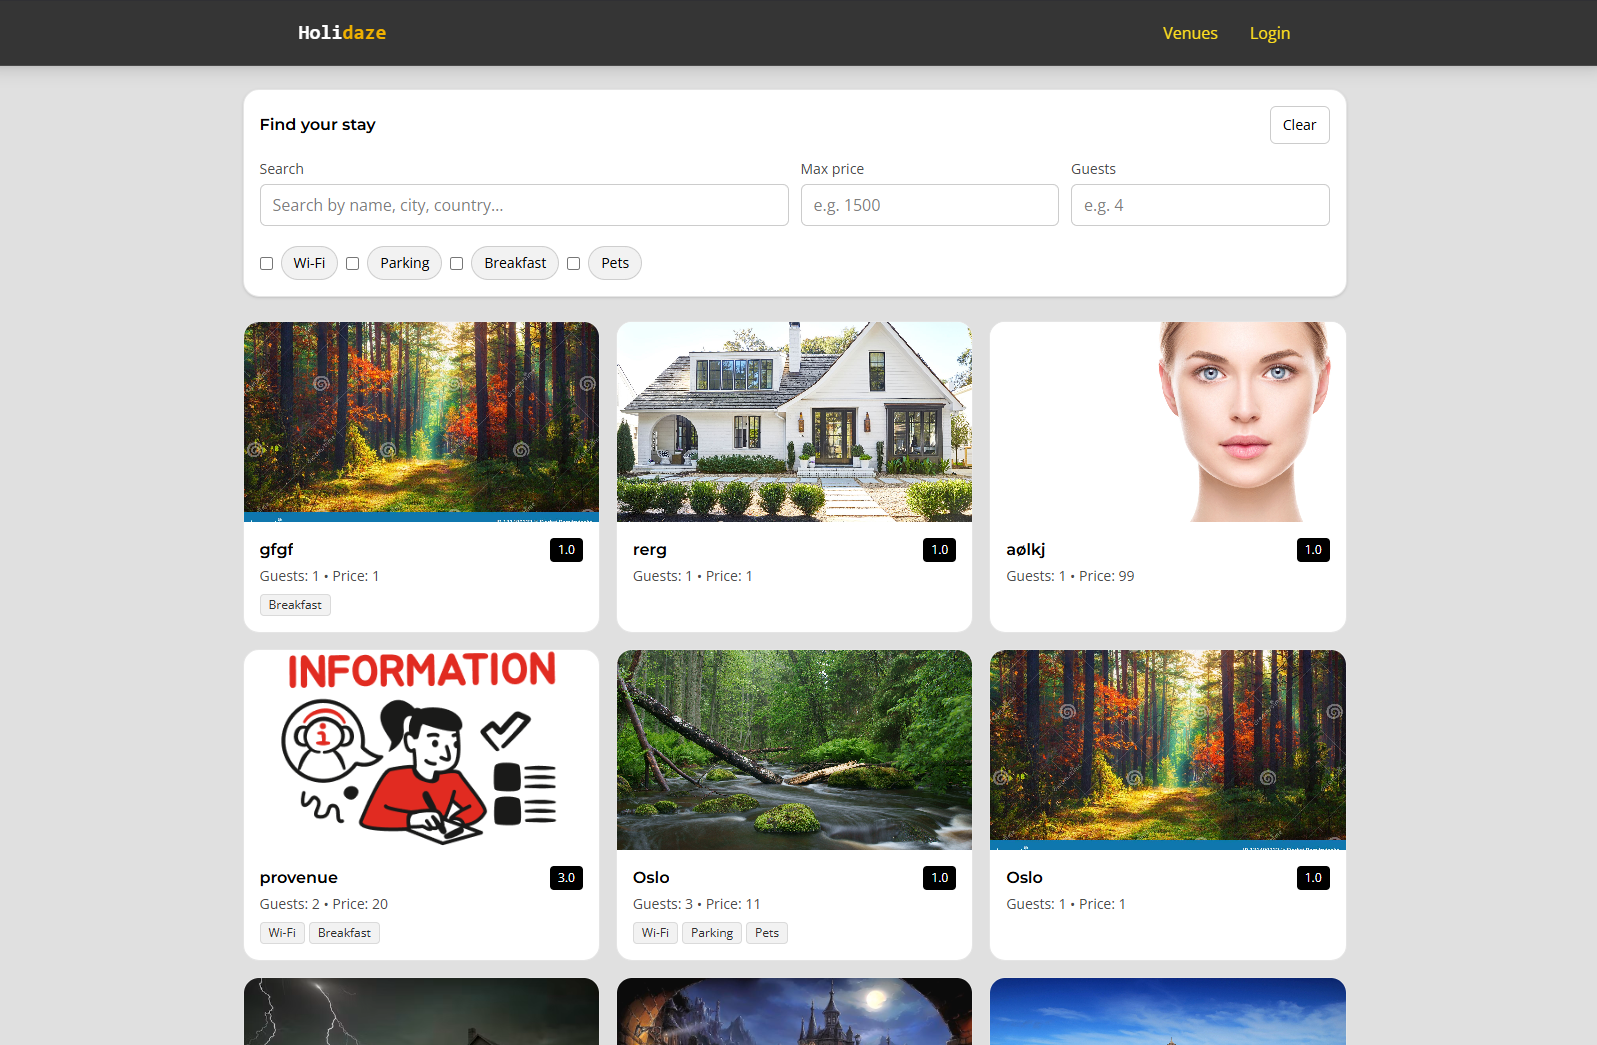 Holidaze
Venues Login
Find your stay
Clear
Search
Max price
Guests
Search by name, city, country...
e.g. 1500
e.g. 4
Wi-Fi
Parking
Breakfast
Pets
gfgf
1.0
Guests: 1 • Price: 1
Breakfast
rerg
1.0
Guests: 1 • Price: 1
aølkj
1.0
Guests: 1 • Price: 99
INFORMATION
i
provenue
3.0
Guests: 2 • Price: 20
Wi-Fi Breakfast
Oslo
1.0
Guests: 3 • Price: 11
Wi-Fi Parking Pets
Oslo
1.0
Guests: 1 • Price: 1